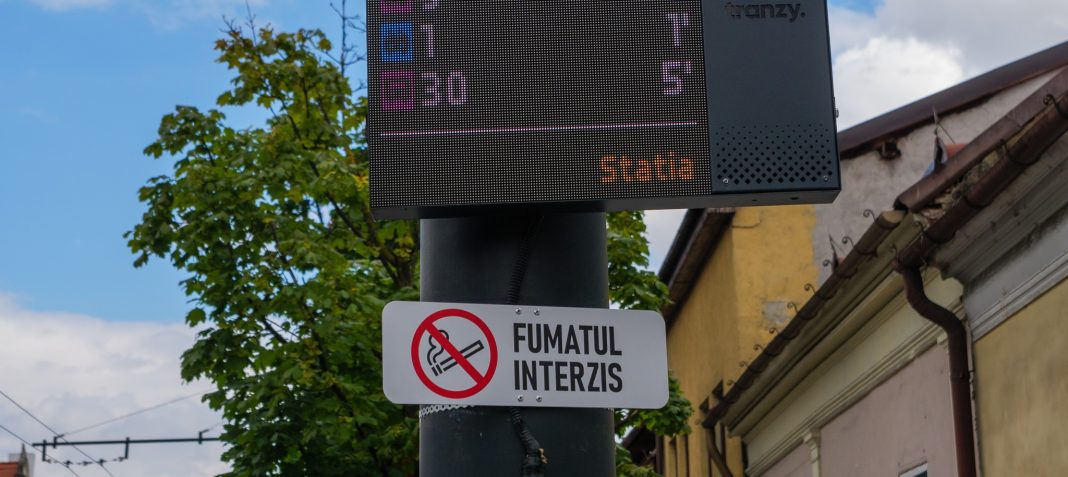 tranzy.
1 1'
30 5'
Statia
FUMATUL
INTERZIS